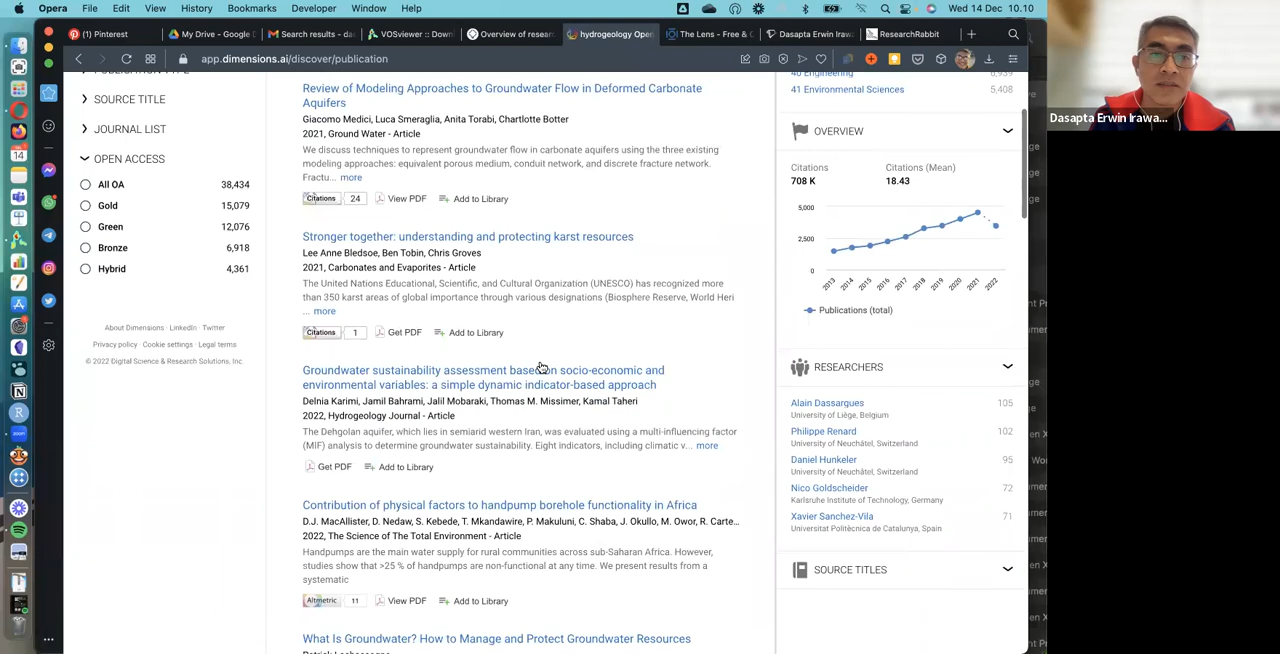 Opera File Edit View History Bookmarks Developer Window Help
Wed 14 Dec 10.10
(1) Pinterest
My Drive - Google D
Search results - da
VOSviewer :: Down
Overview of resear
hydrogeology Open
The Lens - Free & O
Dasapta Erwin Iraw
ResearchRabbit
app.dimensions.ai/discover/publication
SOURCE TITLE
JOURNAL LIST
OPEN ACCESS
All OA 38,434
Gold 15,079
Green 12,076
Bronze 6,918
Hybrid 4,361
About Dimensions · LinkedIn · Twitter
Privacy policy · Cookie settings · Legal terms
© 2022 Digital Science & Research Solutions, Inc.
Review of Modeling Approaches to Groundwater Flow in Deformed Carbonate
Aquifers
Giacomo Medici, Luca Smeraglia, Anita Torabi, Chartlotte Botter
2021, Ground Water - Article
We discuss techniques to represent groundwater flow in carbonate aquifers using the three existing
modeling approaches: equivalent porous medium, conduit network, and discrete fracture network.
Fractu... more
Citations 24 View PDF Add to Library
Stronger together: understanding and protecting karst resources
Lee Anne Bledsoe, Ben Tobin, Chris Groves
2021, Carbonates and Evaporites - Article
The United Nations Educational, Scientific, and Cultural Organization (UNESCO) has recognized more
than 350 karst areas of global importance through various designations (Biosphere Reserve, World Heri
... more
Citations 1 Get PDF Add to Library
Groundwater sustainability assessment based on socio-economic and
environmental variables: a simple dynamic indicator-based approach
Delnia Karimi, Jamil Bahrami, Jalil Mobaraki, Thomas M. Missimer, Kamal Taheri
2022, Hydrogeology Journal - Article
The Dehgolan aquifer, which lies in semiarid western Iran, was evaluated using a multi-influencing factor
(MIF) analysis to determine groundwater sustainability. Eight indicators, including climatic v... more
Get PDF Add to Library
Contribution of physical factors to handpump borehole functionality in Africa
D.J. MacAllister, D. Nedaw, S. Kebede, T. Mkandawire, P. Makuluni, C. Shaba, J. Okullo, M. Owor, R. Carte...
2022, The Science of The Total Environment - Article
Handpumps are the main water supply for rural communities across sub-Saharan Africa. However,
studies show that >25 % of handpumps are non-functional at any time. We present results from a
systematic
Altmetric 11 View PDF Add to Library
What Is Groundwater? How to Manage and Protect Groundwater Resources
40 Engineering 6,939
41 Environmental Sciences 5,408
OVERVIEW
Citations Citations (Mean)
708 K 18.43
5,000
2,500
0
2013 2014 2015 2016 2017 2018 2019 2020 2021 2022
Publications (total)
RESEARCHERS
Alain Dassargues 105
University of Liège, Belgium
Philippe Renard 102
University of Neuchâtel, Switzerland
Daniel Hunkeler 95
University of Neuchâtel, Switzerland
Nico Goldscheider 72
Karlsruhe Institute of Technology, Germany
Xavier Sanchez-Vila 71
Universitat Politècnica de Catalunya, Spain
SOURCE TITLES
Dasapta Erwin Irawa...